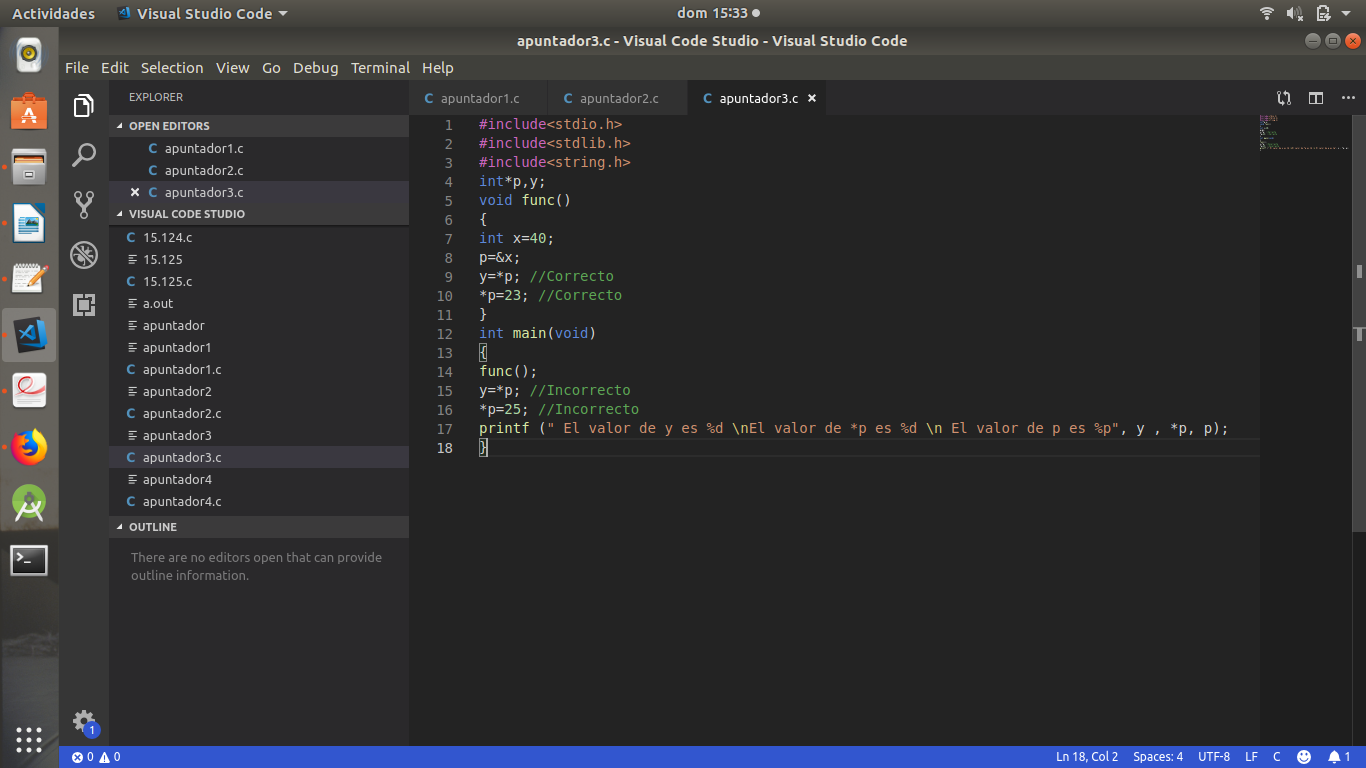 Actividades
Visual Studio Code
dom 15:33
apuntador3.c - Visual Code Studio - Visual Studio Code
File Edit Selection View Go Debug Terminal Help
EXPLORER
OPEN EDITORS
apuntador1.c
apuntador2.c
apuntador3.c
VISUAL CODE STUDIO
15.124.c
15.125
15.125.c
a.out
apuntador
apuntador1
apuntador1.c
apuntador2
apuntador2.c
apuntador3
apuntador3.c
apuntador4
apuntador4.c
OUTLINE
There are no editors open that can provide
outline information.
1
apuntador1.c apuntador2.c apuntador3.c
1 #include<stdio.h>
2 #include<stdlib.h>
3 #include<string.h>
4 int*p,y;
5 void func()
6 {
7 int x=40;
8 p=&x;
9 y=*p; //Correcto
10 *p=23; //Correcto
11 }
12 int main(void)
13 {
14 func();
15 y=*p; //Incorrecto
16 *p=25; //Incorrecto
17 printf (" El valor de y es %d \nEl valor de *p es %d \n El valor de p es %p", y , *p, p);
18 }
0 0
Ln 18, Col 2 Spaces: 4 UTF-8 LF C 1